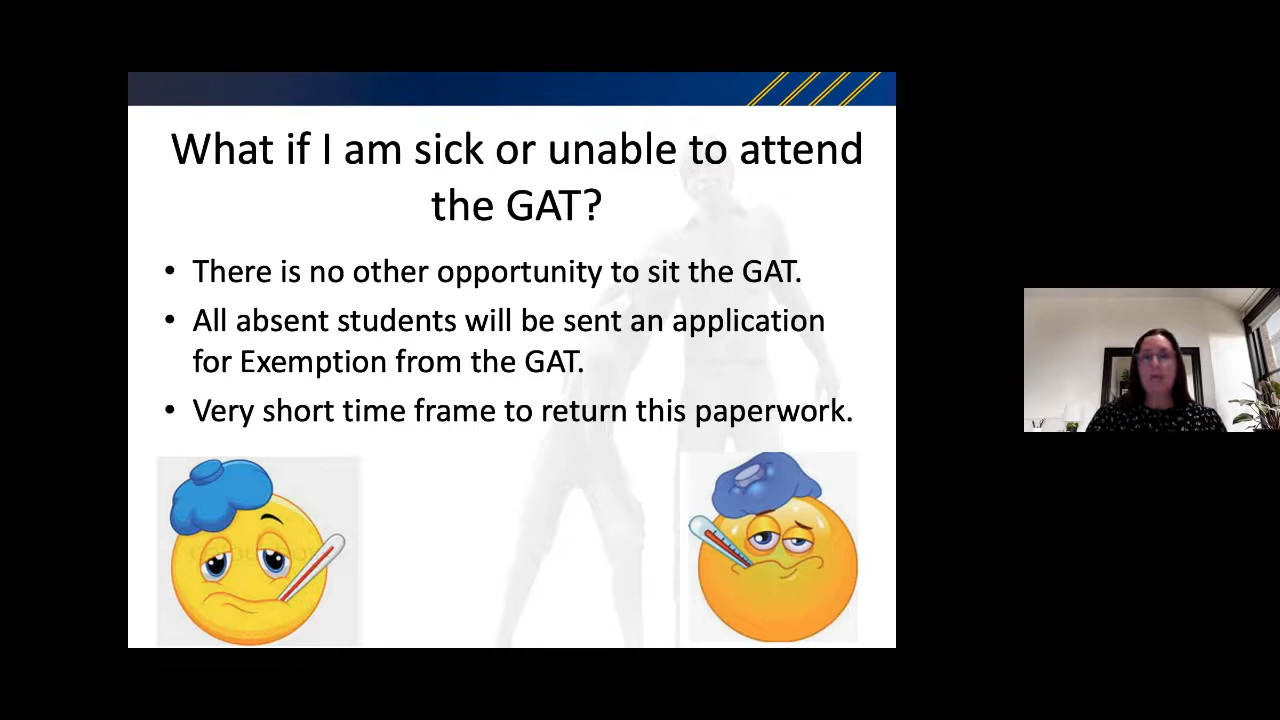 What if I am sick or unable to attend
the GAT?
• There is no other opportunity to sit the GAT.
• All absent students will be sent an application
for Exemption from the GAT.
• Very short time frame to return this paperwork.